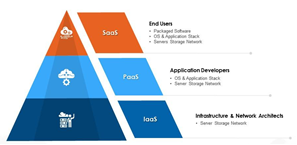 SaaS
End Users
• Packaged Software
• OS & Application Stack
• Servers Storage Network
PaaS
Application Developers
• OS & Application Stack
• Server Storage Network
IaaS
Infrastructure & Network Architects
• Server Storage Network